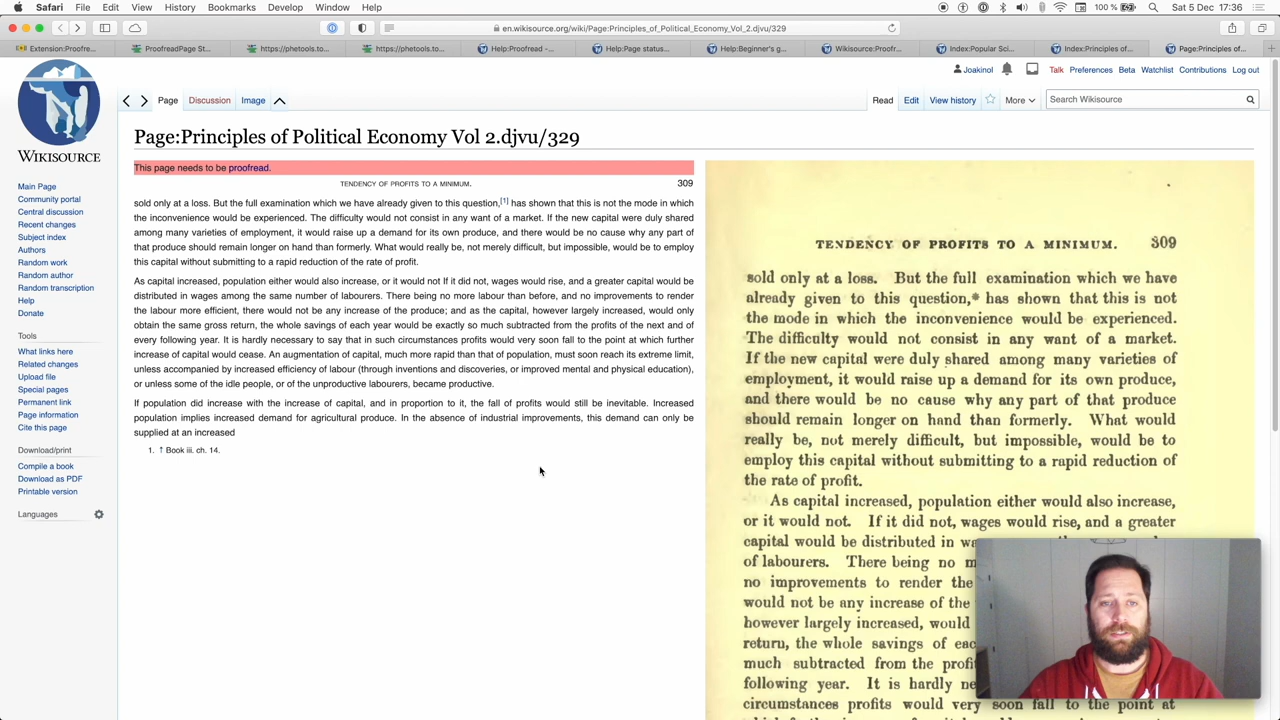 Safari File Edit View History Bookmarks Develop Window Help 100 % Sat 5 Dec 17:36
en.wikisource.org/wiki/Page:Principles_of_Political_Economy_Vol_2.djvu/329
Extension:Proofre... ProofreadPage St... https://phetools.to... https://phetools.to... Help:Proofread -... Help:Page status... Help:Beginner's g... Wikisource:Proofr... Index:Popular Sci... Index:Principles of... Page:Principles of...
Joakinol Talk Preferences Beta Watchlist Contributions Log out
Page Discussion Image Read Edit View history More Search Wikisource
WIKISOURCE
Main Page
Community portal
Central discussion
Recent changes
Subject index
Authors
Random work
Random author
Random transcription
Help
Donate
Tools
What links here
Related changes
Upload file
Special pages
Permanent link
Page information
Cite this page
Download/print
Compile a book
Download as PDF
Printable version
Languages
Page:Principles of Political Economy Vol 2.djvu/329
This page needs to be proofread.
TENDENCY OF PROFITS TO A MINIMUM. 309
sold only at a loss. But the full examination which we have already given to this question,[1] has shown that this is not the mode in which
the inconvenience would be experienced. The difficulty would not consist in any want of a market. If the new capital were duly shared
among many varieties of employment, it would raise up a demand for its own produce, and there would be no cause why any part of
that produce should remain longer on hand than formerly. What would really be, not merely difficult, but impossible, would be to employ
this capital without submitting to a rapid reduction of the rate of profit.
As capital increased, population either would also increase, or it would not If it did not, wages would rise, and a greater capital would be
distributed in wages among the same number of labourers. There being no more labour than before, and no improvements to render
the labour more efficient, there would not be any increase of the produce; and as the capital, however largely increased, would only
obtain the same gross return, the whole savings of each year would be exactly so much subtracted from the profits of the next and of
every following year. It is hardly necessary to say that in such circumstances profits would very soon fall to the point at which further
increase of capital would cease. An augmentation of capital, much more rapid than that of population, must soon reach its extreme limit,
unless accompanied by increased efficiency of labour (through inventions and discoveries, or improved mental and physical education),
or unless some of the idle people, or of the unproductive labourers, became productive.
If population did increase with the increase of capital, and in proportion to it, the fall of profits would still be inevitable. Increased
population implies increased demand for agricultural produce. In the absence of industrial improvements, this demand can only be
supplied at an increased
1. ↑ Book iii. ch. 14.
TENDENCY OF PROFITS TO A MINIMUM. 309
sold only at a loss. But the full examination which we have
already given to this question,* has shown that this is not
the mode in which the inconvenience would be experienced.
The difficulty would not consist in any want of a market.
If the new capital were duly shared among many varieties of
employment, it would raise up a demand for its own produce,
and there would be no cause why any part of that produce
should remain longer on hand than formerly. What would
really be, not merely difficult, but impossible, would be to
employ this capital without submitting to a rapid reduction of
the rate of profit.
As capital increased, population either would also increase,
or it would not. If it did not, wages would rise, and a greater
capital would be distributed in
of labourers. There being no
no improvements to render the
would not be any increase of the
however largely increased, would
return, the whole savings of
much subtracted from the
following year. It is hardly
circumstances profits would very soon fall to the point at